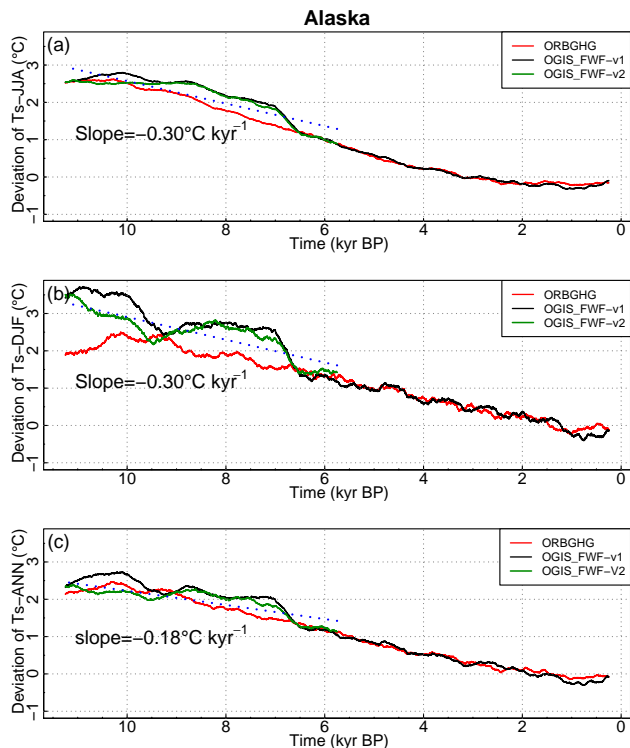 Alaska
(a)
Deviation of Ts−JJA (°C)
−1 0 1 2 3
Slope=−0.30°C kyr−1
ORBGHG
OGIS_FWF−v1
OGIS_FWF−v2
10 8 6 4 2 0
Time (kyr BP)
(b)
Deviation of Ts−DJF (°C)
−1 0 1 2 3
Slope=−0.30°C kyr−1
ORBGHG
OGIS_FWF−v1
OGIS_FWF−v2
10 8 6 4 2 0
Time (kyr BP)
(c)
Deviation of Ts−ANN (°C)
−1 0 1 2 3
slope=−0.18°C kyr−1
ORBGHG
OGIS_FWF−v1
OGIS_FWF−V2
10 8 6 4 2 0
Time (kyr BP)